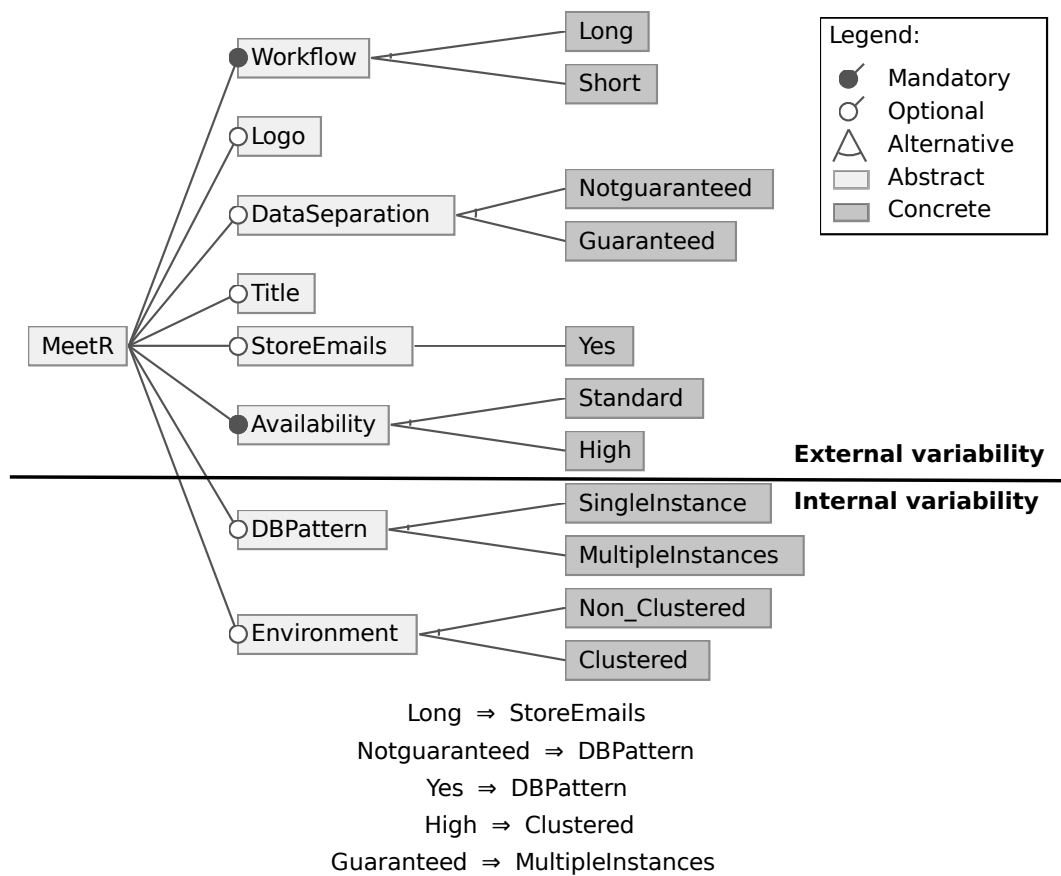 Long
Workflow
Short
Logo
Notguaranteed
DataSeparation
Guaranteed
Title
MeetR
StoreEmails
Yes
Standard
Availability
High
External variability
Internal variability
SingleInstance
DBPattern
MultipleInstances
Non_Clustered
Environment
Clustered
Legend:
Mandatory
Optional
Alternative
Abstract
Concrete
Long ⇒ StoreEmails
Notguaranteed ⇒ DBPattern
Yes ⇒ DBPattern
High ⇒ Clustered
Guaranteed ⇒ MultipleInstances